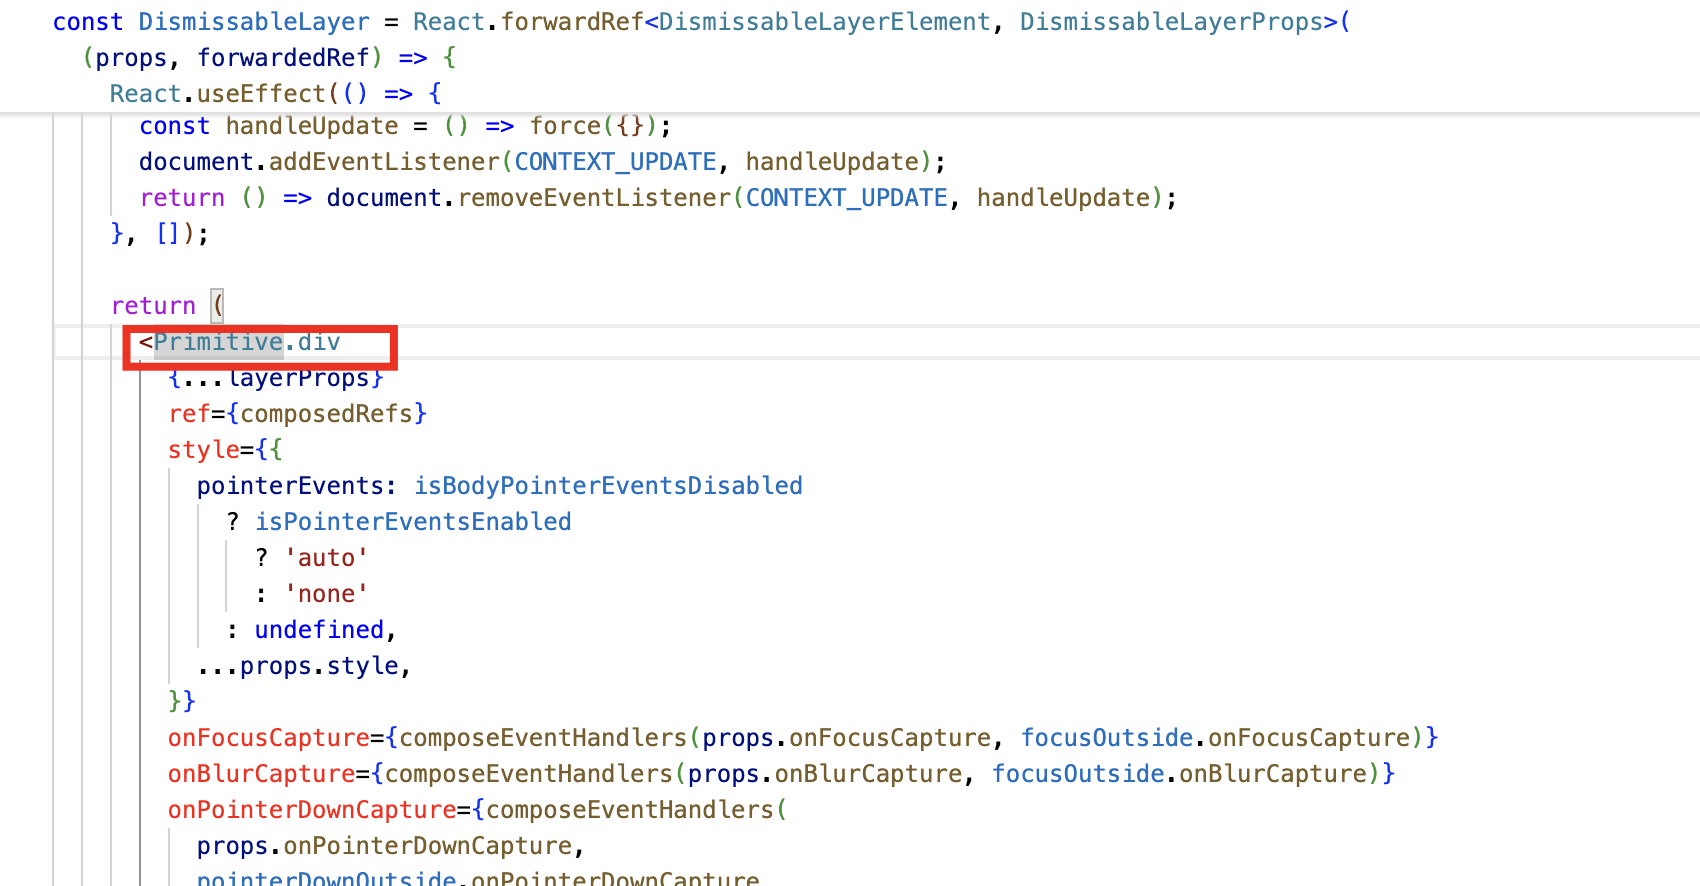 const DismissableLayer = React.forwardRef<DismissableLayerElement, DismissableLayerProps>(
(props, forwardedRef) => {
React.useEffect(() => {
const handleUpdate = () => force({});
document.addEventListener(CONTEXT_UPDATE, handleUpdate);
return () => document.removeEventListener(CONTEXT_UPDATE, handleUpdate);
}, []);
return (
<Primitive.div
{...layerProps}
ref={composedRefs}
style={{
pointerEvents: isBodyPointerEventsDisabled
? isPointerEventsEnabled
? 'auto'
: 'none'
: undefined,
...props.style,
}}
onFocusCapture={composeEventHandlers(props.onFocusCapture, focusOutside.onFocusCapture)}
onBlurCapture={composeEventHandlers(props.onBlurCapture, focusOutside.onBlurCapture)}
onPointerDownCapture={composeEventHandlers(
props.onPointerDownCapture,
pointerDownOutside.onPointerDownCapture